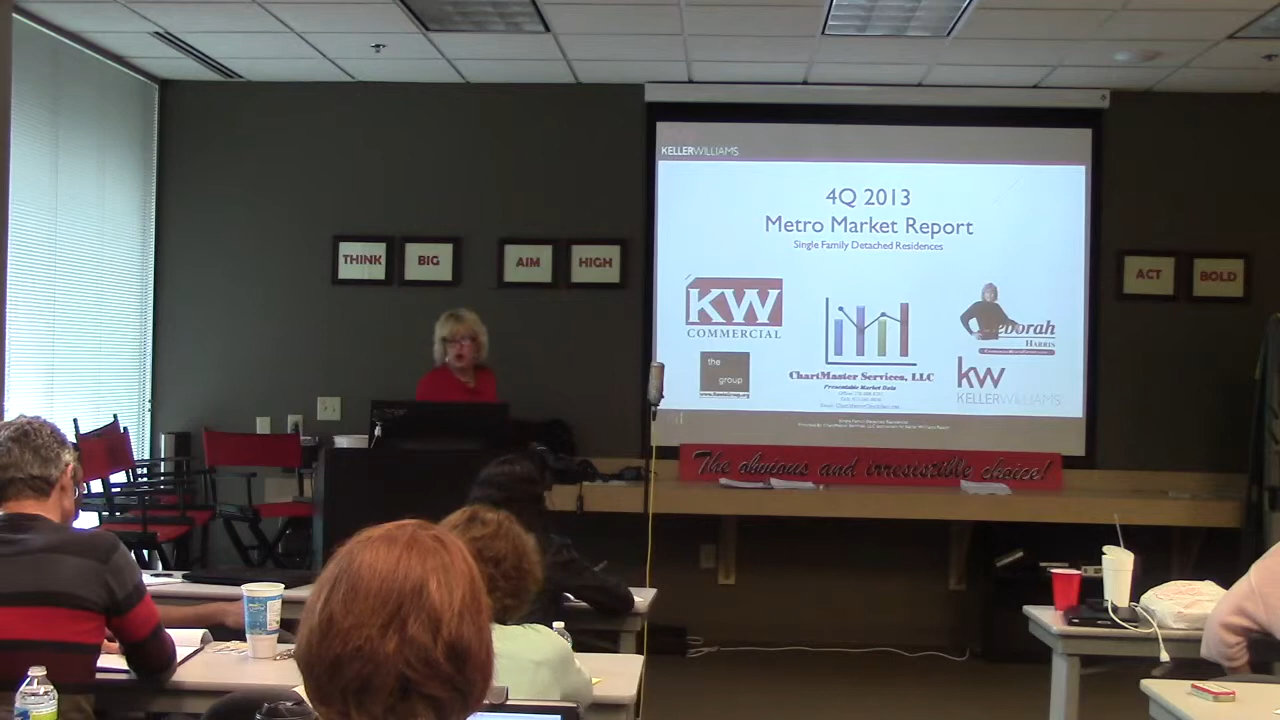 THINK
BIG
AIM
HIGH
ACT
BOLD
KELLERWILLIAMS
4Q 2013
Metro Market Report
Single Family Detached Residences
KW
COMMERCIAL
the
group
ChartMaster Services, LLC
Presentable Market Data
Deborah
HARRIS
kw
KELLERWILLIAMS
The obvious and irresistible choice!